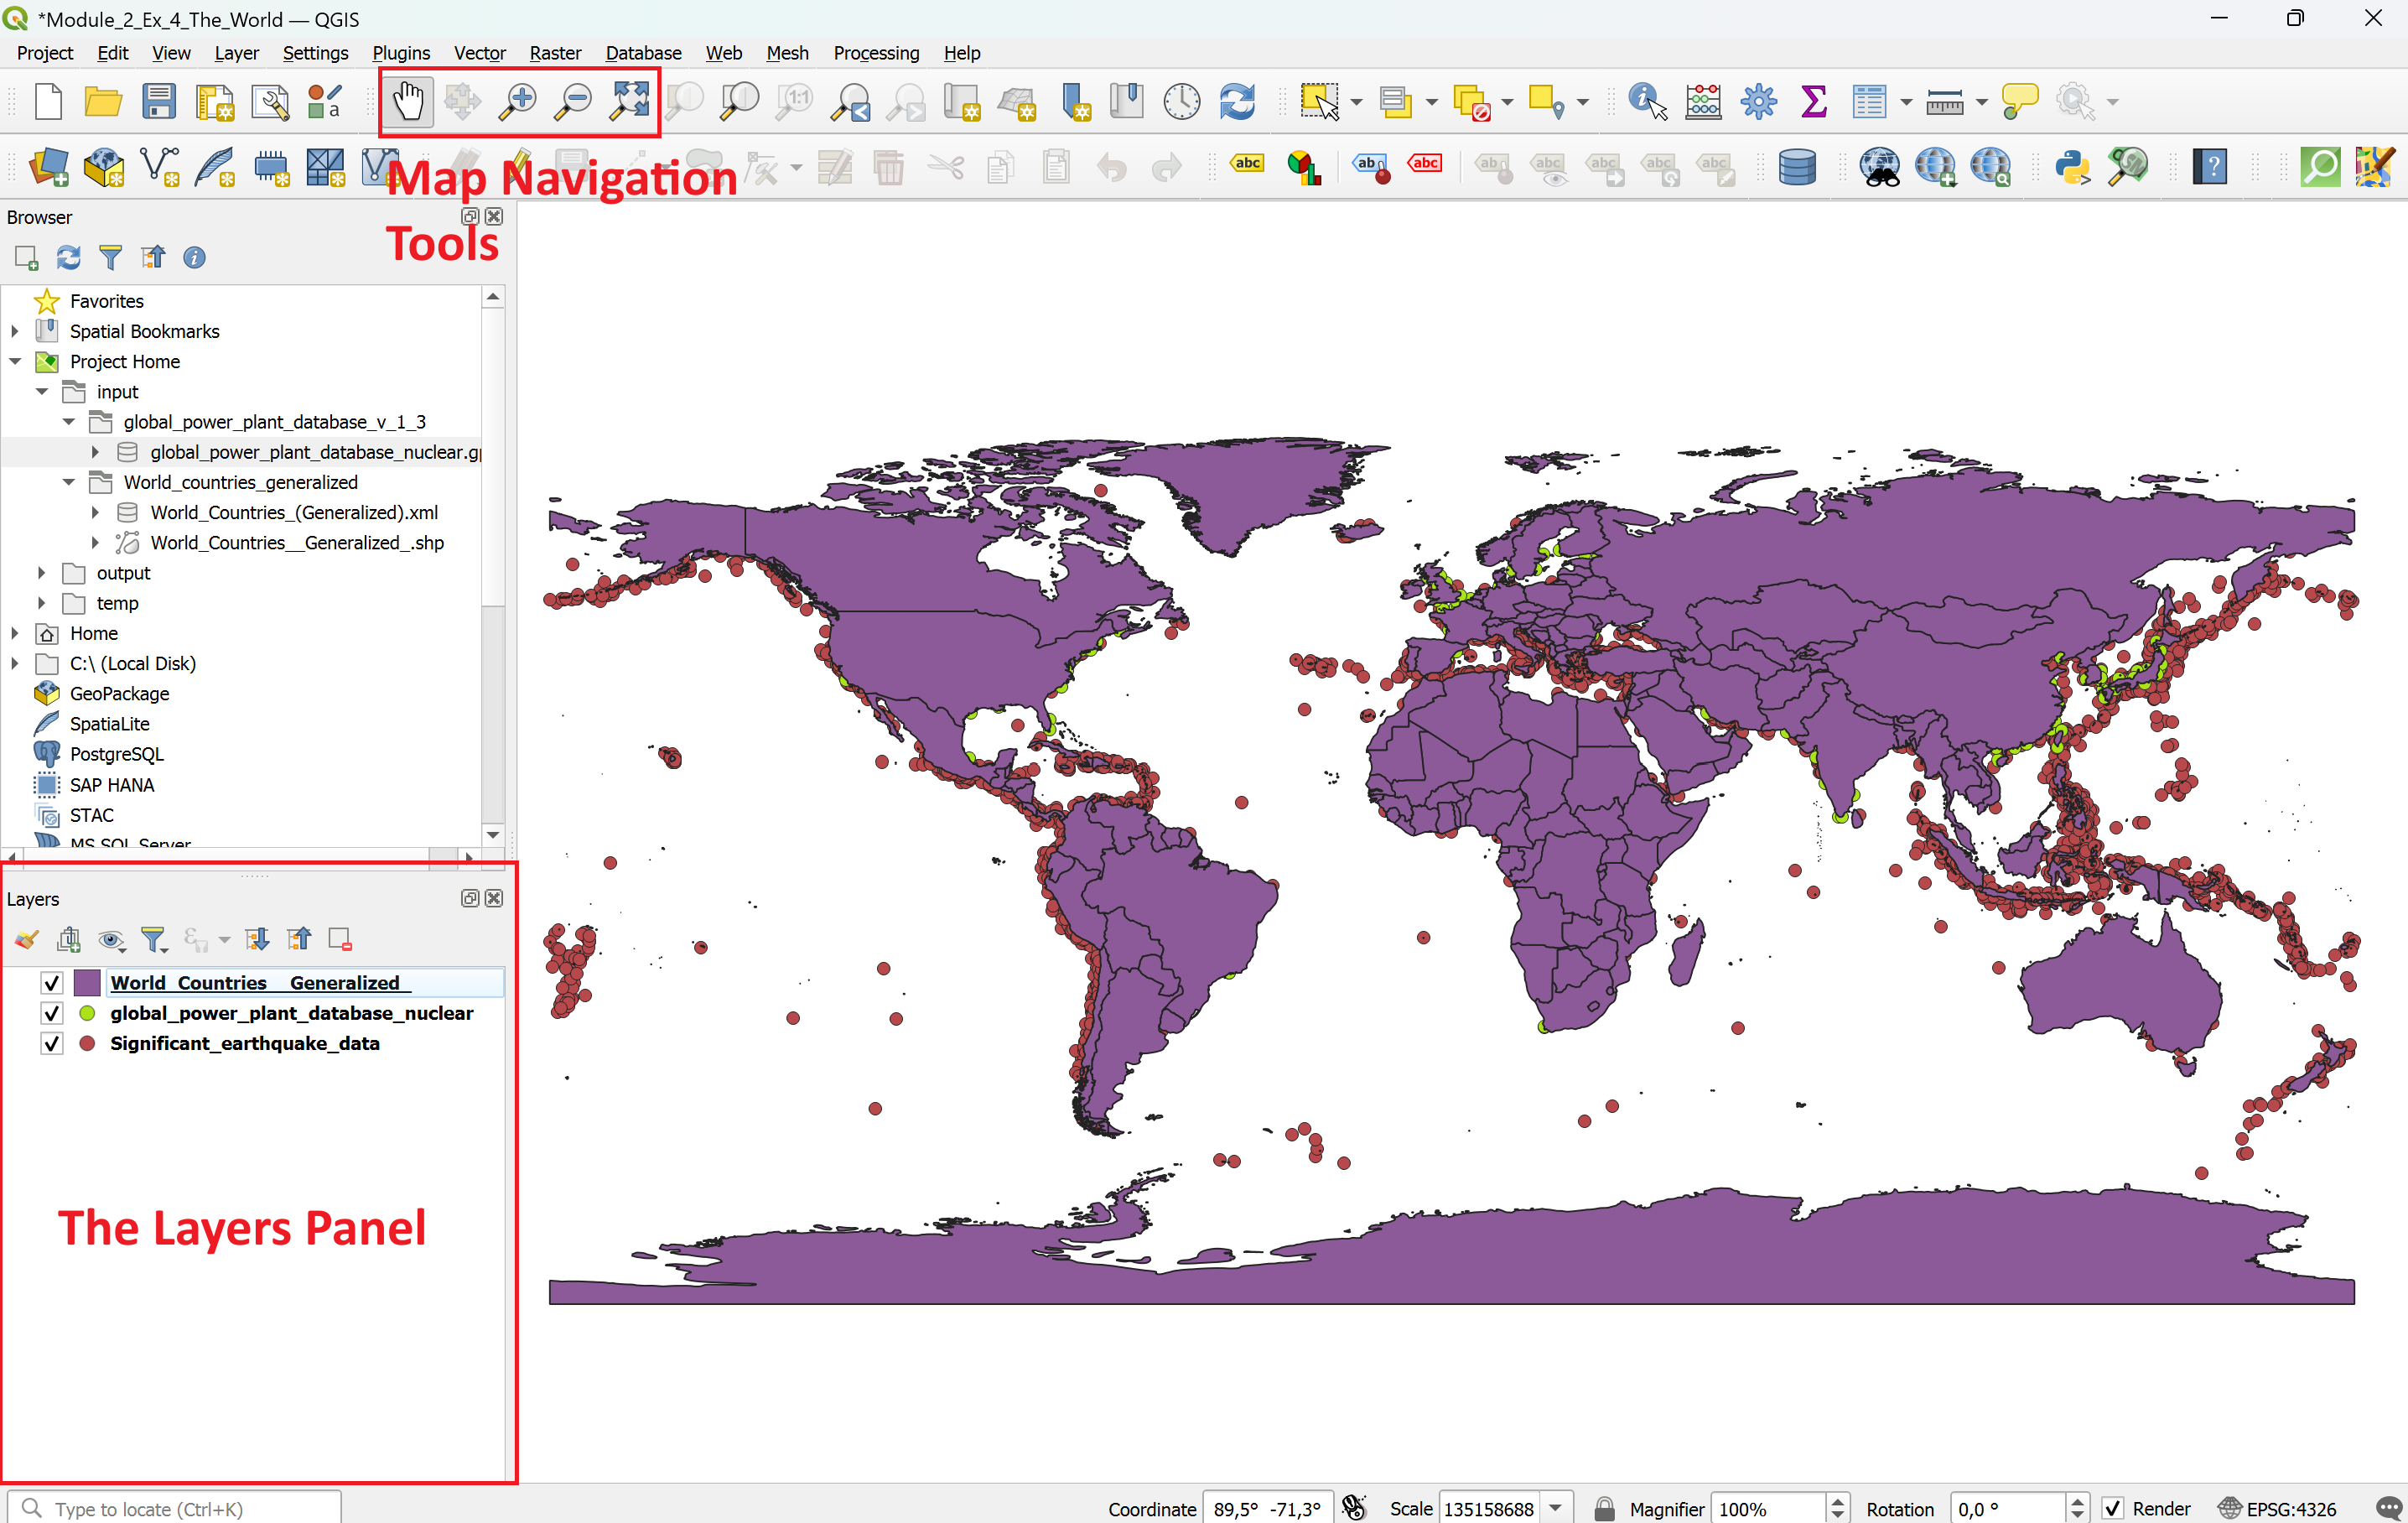 *Module_2_Ex_4_The_World — QGIS
Project Edit View Layer Settings Plugins Vector Raster Database Web Mesh Processing Help
Map Navigation
Tools
Browser
Favorites
Spatial Bookmarks
Project Home
input
global_power_plant_database_v_1_3
global_power_plant_database_nuclear.g
World_countries_generalized
World_Countries_(Generalized).xml
World_Countries__Generalized_.shp
output
temp
Home
C:\ (Local Disk)
GeoPackage
SpatiaLite
PostgreSQL
SAP HANA
STAC
MS SQL Server
Layers
World_Countries__Generalized_
global_power_plant_database_nuclear
Significant_earthquake_data
The Layers Panel
Type to locate (Ctrl+K)
Coordinate 89,5° -71,3° Scale 135158688 Magnifier 100% Rotation 0,0 ° Render EPSG:4326